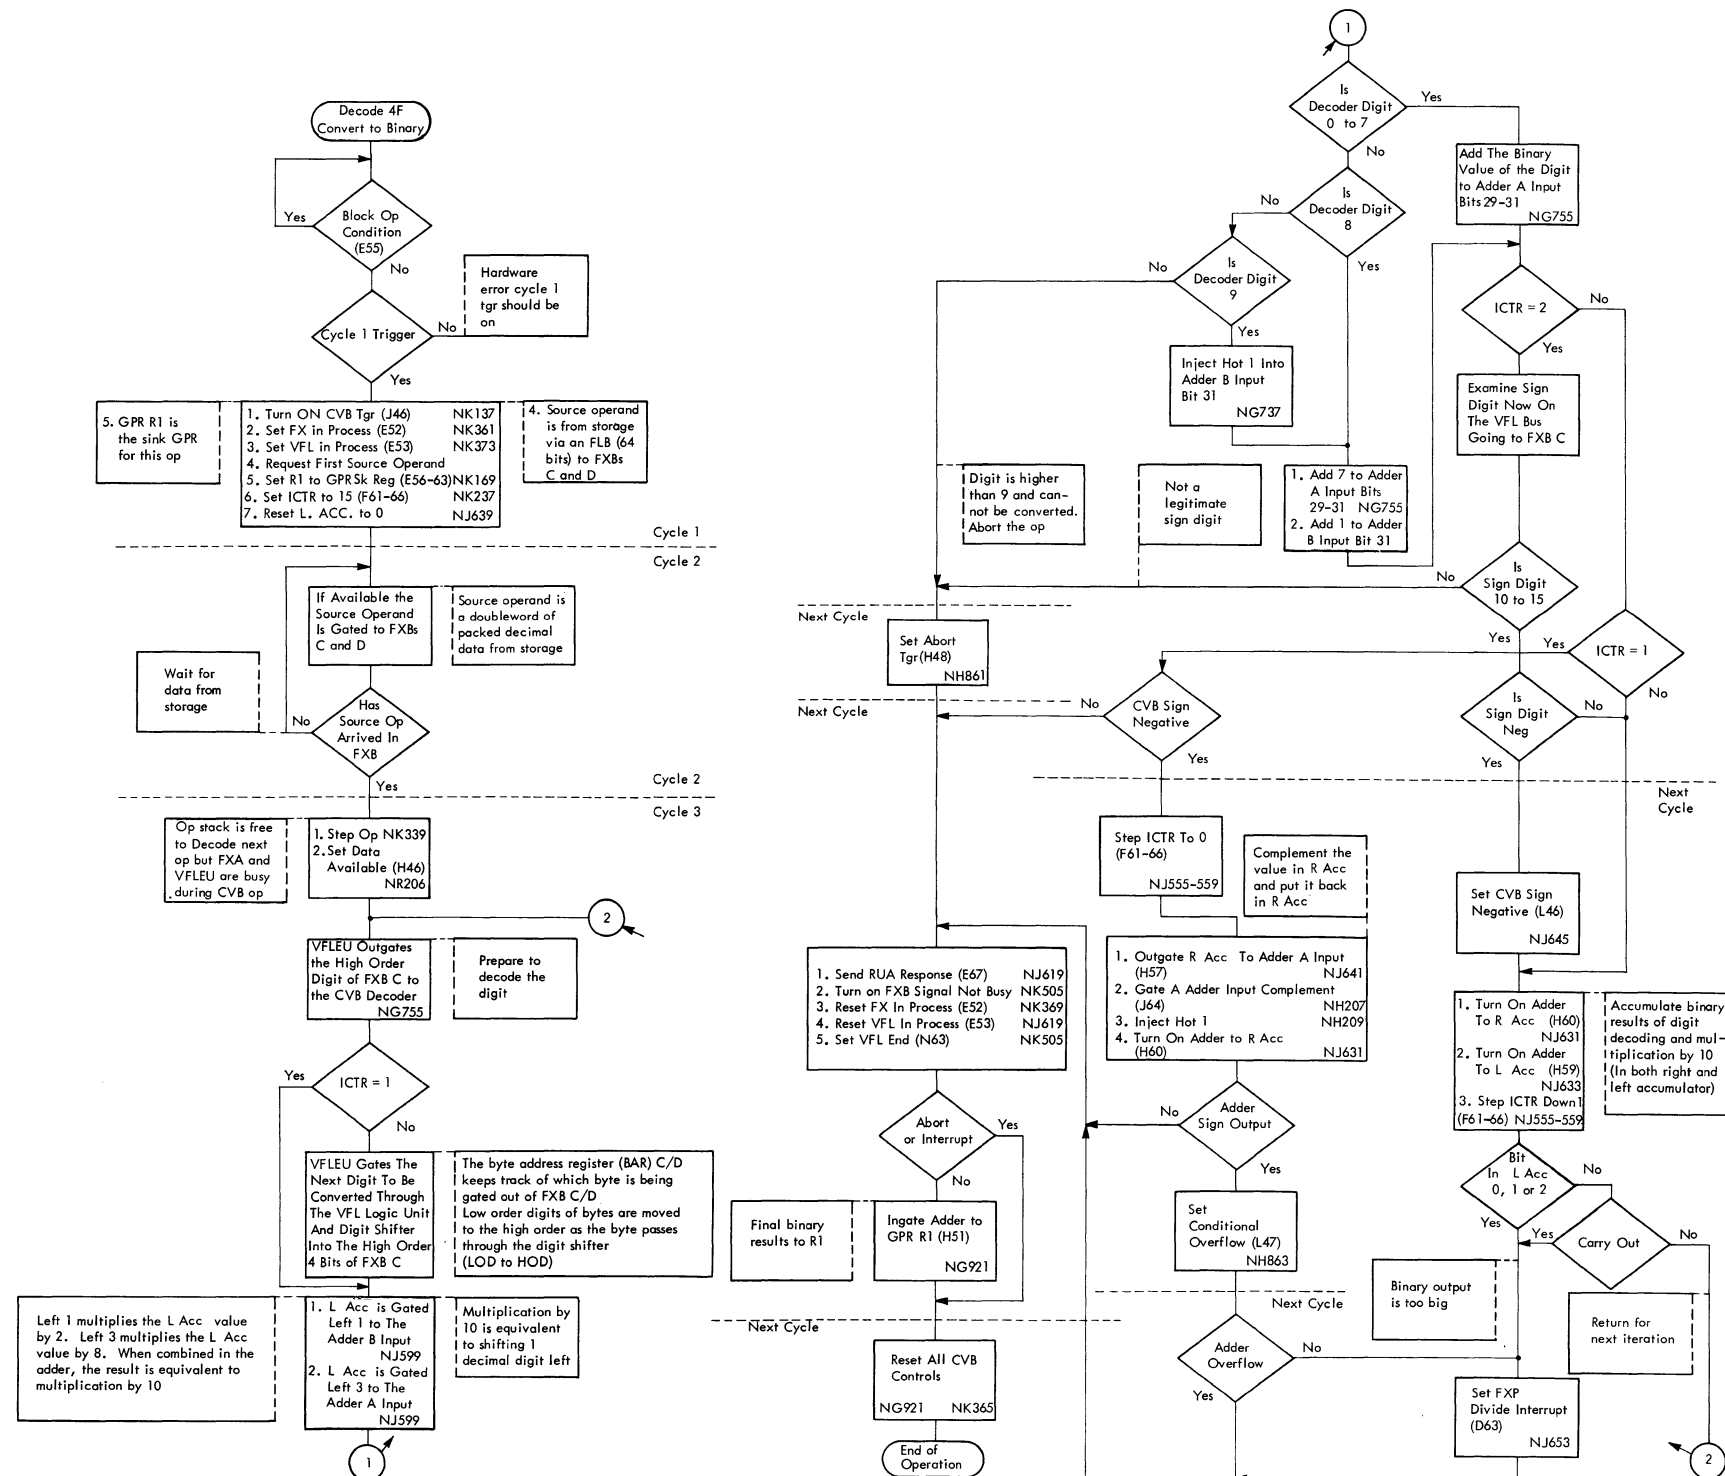 Decode 4F
Convert to Binary
Yes
Block Op
Condition
(E55)
No
Hardware
error cycle 1
tgr should be
on
Cycle 1 Trigger
No
Yes
5. GPR R1 is
the sink GPR
for this op
1. Turn ON CVB Tgr (J46) NK137
2. Set FX in Process (E52) NK361
3. Set VFL in Process (E53) NK373
4. Request First Source Operand
5. Set R1 to GPRSk Reg (E56-63)NK169
6. Set ICTR to 15 (F61-66) NK237
7. Reset L. ACC. to 0 NJ639
4. Source operand
is from storage
via an FLB (64
bits) to FXBs
C and D
Cycle 1
Cycle 2
If Available the
Source Operand
Is Gated to FXBs
C and D
Source operand is
a doubleword of
packed decimal
data from storage
Wait for
data from
storage
No
Has
Source Op
Arrived In
FXB
Yes
Cycle 2
Cycle 3
Op stack is free
to Decode next
op but FXA and
VFLEU are busy
during CVB op
1. Step Op NK339
2. Set Data
Available (H46)
NR206
2
VFLEU Outgates
the High Order
Digit of FXB C to
the CVB Decoder
NG755
Prepare to
decode the
digit
Yes
ICTR = 1
No
VFLEU Gates The
Next Digit To Be
Converted Through
The VFL Logic Unit
And Digit Shifter
Into The High Order
4 Bits of FXB C
The byte address register (BAR) C/D
keeps track of which byte is being
gated out of FXB C/D
Low order digits of bytes are moved
to the high order as the byte passes
through the digit shifter
(LOD to HOD)
Left 1 multiplies the L Acc value
by 2. Left 3 multiplies the L Acc
value by 8. When combined in the
adder, the result is equivalent to
multiplication by 10
1. L Acc is Gated
Left 1 to The
Adder B Input
NJ599
2. L Acc is Gated
Left 3 to The
Adder A Input
NJ599
Multiplication by
10 is equivalent
to shifting 1
decimal digit left
1
1
Is
Decoder Digit
0 to 7
Yes
No
Add The Binary
Value of the Digit
to Adder A Input
Bits 29-31
NG755
No
Is
Decoder Digit
8
Yes
No
Is
Decoder Digit
9
Yes
Inject Hot 1 Into
Adder B Input
Bit 31
NG737
ICTR = 2
No
Yes
Examine Sign
Digit Now On
The VFL Bus
Going to FXB C
Digit is higher
than 9 and can-
not be converted.
Abort the op
Not a
legitimate
sign digit
1. Add 7 to Adder
A Input Bits
29-31 NG755
2. Add 1 to Adder
B Input Bit 31
No
Is
Sign Digit
10 to 15
Yes
Next Cycle
Set Abort
Tgr(H48)
NH861
Next Cycle
Yes
ICTR = 1
No
No
CVB Sign
Negative
Yes
Is
Sign Digit
Neg
No
Yes
Next
Cycle
Step ICTR To 0
(F61-66)
NJ555-559
Complement the
value in R Acc
and put it back
in R Acc
Set CVB Sign
Negative (L46)
NJ645
1. Send RUA Response (E67) NJ619
2. Turn on FXB Signal Not Busy NK505
3. Reset FX in Process (E52) NK369
4. Reset VFL In Process (E53) NJ619
5. Set VFL End (N63) NK505
1. Outgate R Acc To Adder A Input
(H57) NJ641
2. Gate A Adder Input Complement
(J64) NH207
3. Inject Hot 1 NH209
4. Turn On Adder to R Acc
(H60) NJ631
1. Turn On Adder
To R Acc (H60)
NJ631
2. Turn On Adder
To L Acc (H59)
NJ633
3. Step ICTR Down1
(F61-66) NJ555-559
Accumulate binary
results of digit
decoding and mul-
tiplication by 10
(In both right and
left accumulator)
Abort
or Interrupt
Yes
No
No
Adder
Sign Output
Yes
Bit
In L Acc
0, 1 or 2
No
Yes
Final binary
results to R1
Ingate Adder to
GPR R1 (H51)
NG921
Set
Conditional
Overflow (L47)
NH863
Yes
Carry Out
No
Binary output
is too big
Return for
next iteration
Next Cycle
Next Cycle
Reset All CVB
Controls
NG921 NK365
Adder
Overflow
No
Yes
Set FXP
Divide Interrupt
(D63)
NJ653
End of
Operation
2